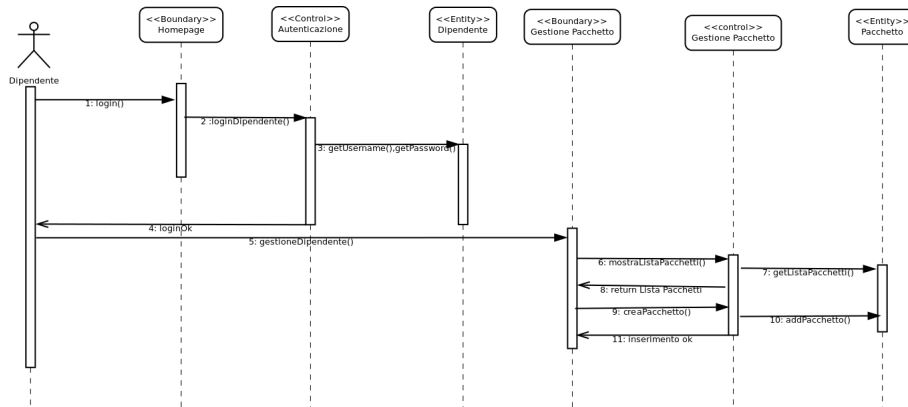 <<Boundary>>
Homepage
<<Control>>
Autenticazione
<<Entity>>
Dipendente
<<Boundary>>
Gestione Pacchetto
<<control>>
Gestione Pacchetto
<<Entity>>
Pacchetto
Dipendente
1: login()
2 :loginDipendente()
3: getUsername(),getPassword()
4: loginOk
5: gestioneDipendente()
6: mostraListaPacchetti()
7: getListaPacchetti()
8: return Lista Pacchetti
9: creaPacchetto()
10: addPacchetto()
11: inserimento ok